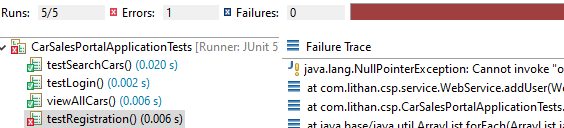 Runs: 5/5 Errors: 1 Failures: 0
CarSalesPortalApplicationTests [Runner: JUnit 5
testSearchCars() (0.020 s)
testLogin() (0.002 s)
viewAllCars() (0.006 s)
testRegistration() (0.006 s)
Failure Trace
java.lang.NullPointerException: Cannot invoke "o
at com.lithan.csp.service.WebService.addUser(We
at com.lithan.csp.CarSalesPortalApplicationTests.
at java.base/java.util.ArrayList.forEach(ArrayList.ja